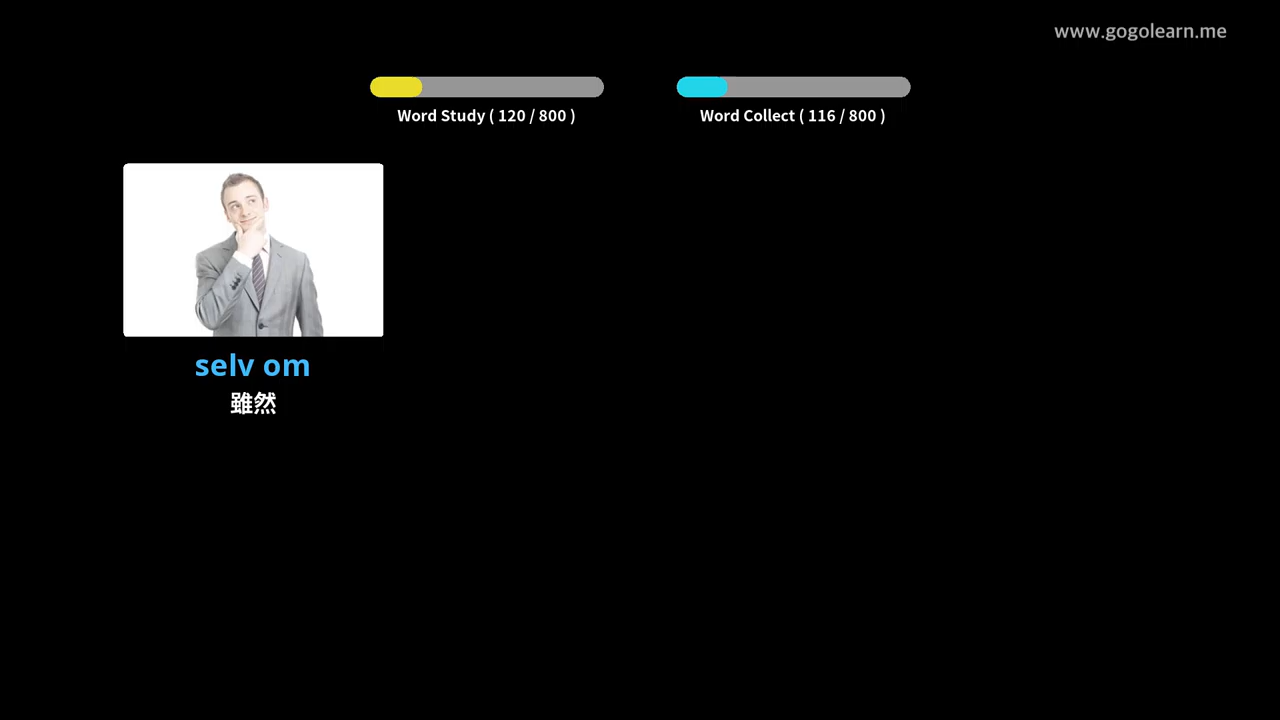 www.gogolearn.me
Word Study ( 120 / 800 )
Word Collect ( 116 / 800 )
selv om
雖然